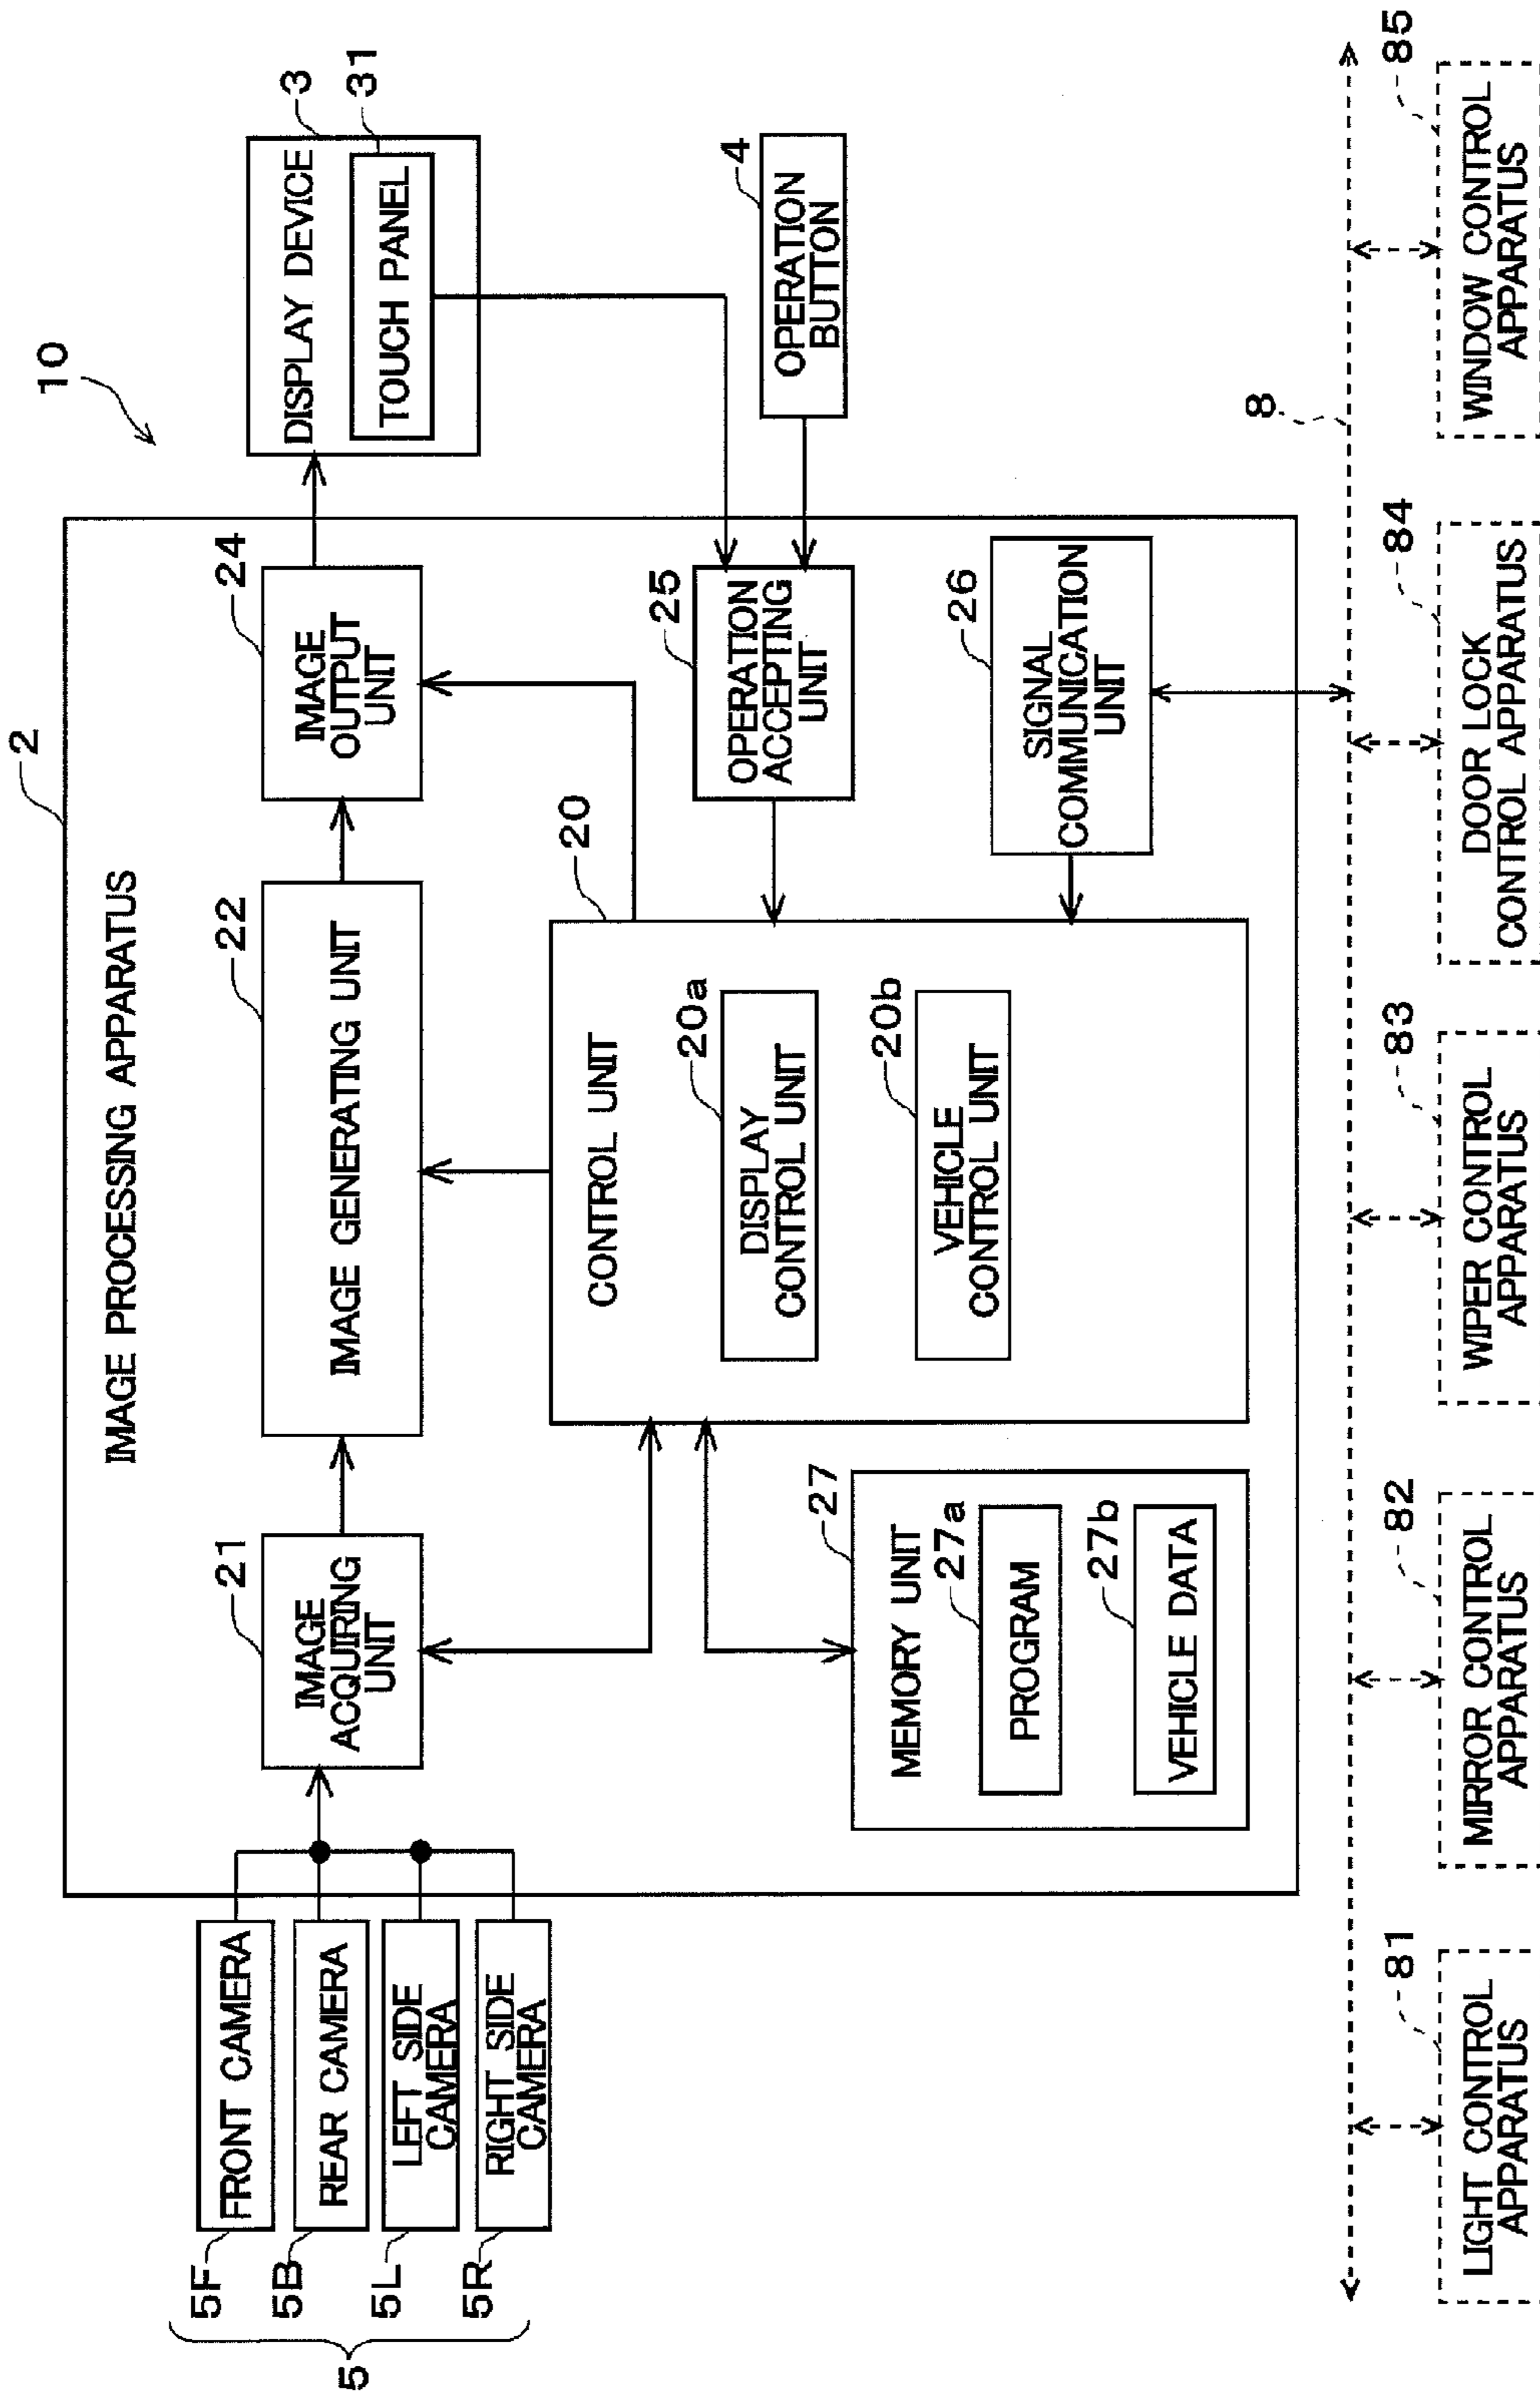 10
2
IMAGE PROCESSING APPARATUS
5
5F
FRONT CAMERA
5B
REAR CAMERA
5L
LEFT SIDE
CAMERA
5R
RIGHT SIDE
CAMERA
21
IMAGE
ACQUIRING
UNIT
22
IMAGE GENERATING UNIT
24
IMAGE
OUTPUT
UNIT
3
DISPLAY DEVICE
31
TOUCH PANEL
4
OPERATION
BUTTON
20
CONTROL UNIT
20a
DISPLAY
CONTROL UNIT
20b
VEHICLE
CONTROL UNIT
25
OPERATION
ACCEPTING
UNIT
26
SIGNAL
COMMUNICATION
UNIT
27
MEMORY UNIT
27a
PROGRAM
27b
VEHICLE DATA
8
81
LIGHT CONTROL
APPARATUS
82
MIRROR CONTROL
APPARATUS
83
WIPER CONTROL
APPARATUS
84
DOOR LOCK
CONTROL APPARATUS
85
WINDOW CONTROL
APPARATUS